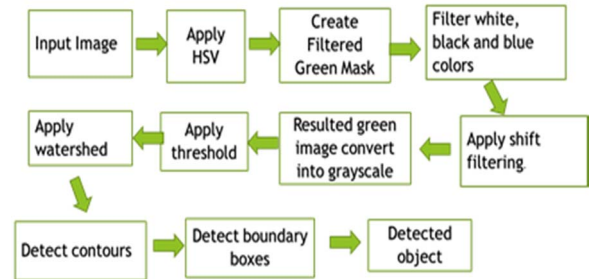 Input Image
Apply
HSV
Create
Filtered
Green Mask
Filter white,
black and blue
colors
Apply shift
filtering.
Resulted green
image convert
into grayscale
Apply
threshold
Apply
watershed
Detect contours
Detect boundary
boxes
Detected
object